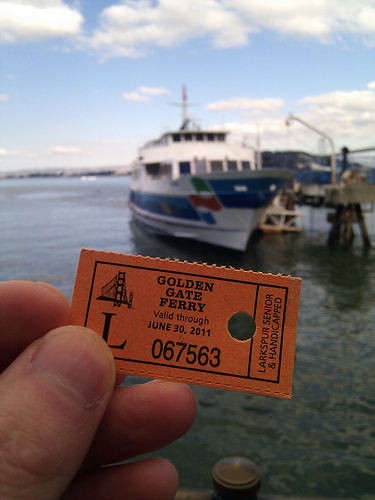 GOLDEN
GATE
FERRY
Valid through
JUNE 30, 2011
L
067563
LARKSPUR SENIOR
& HANDICAPPED